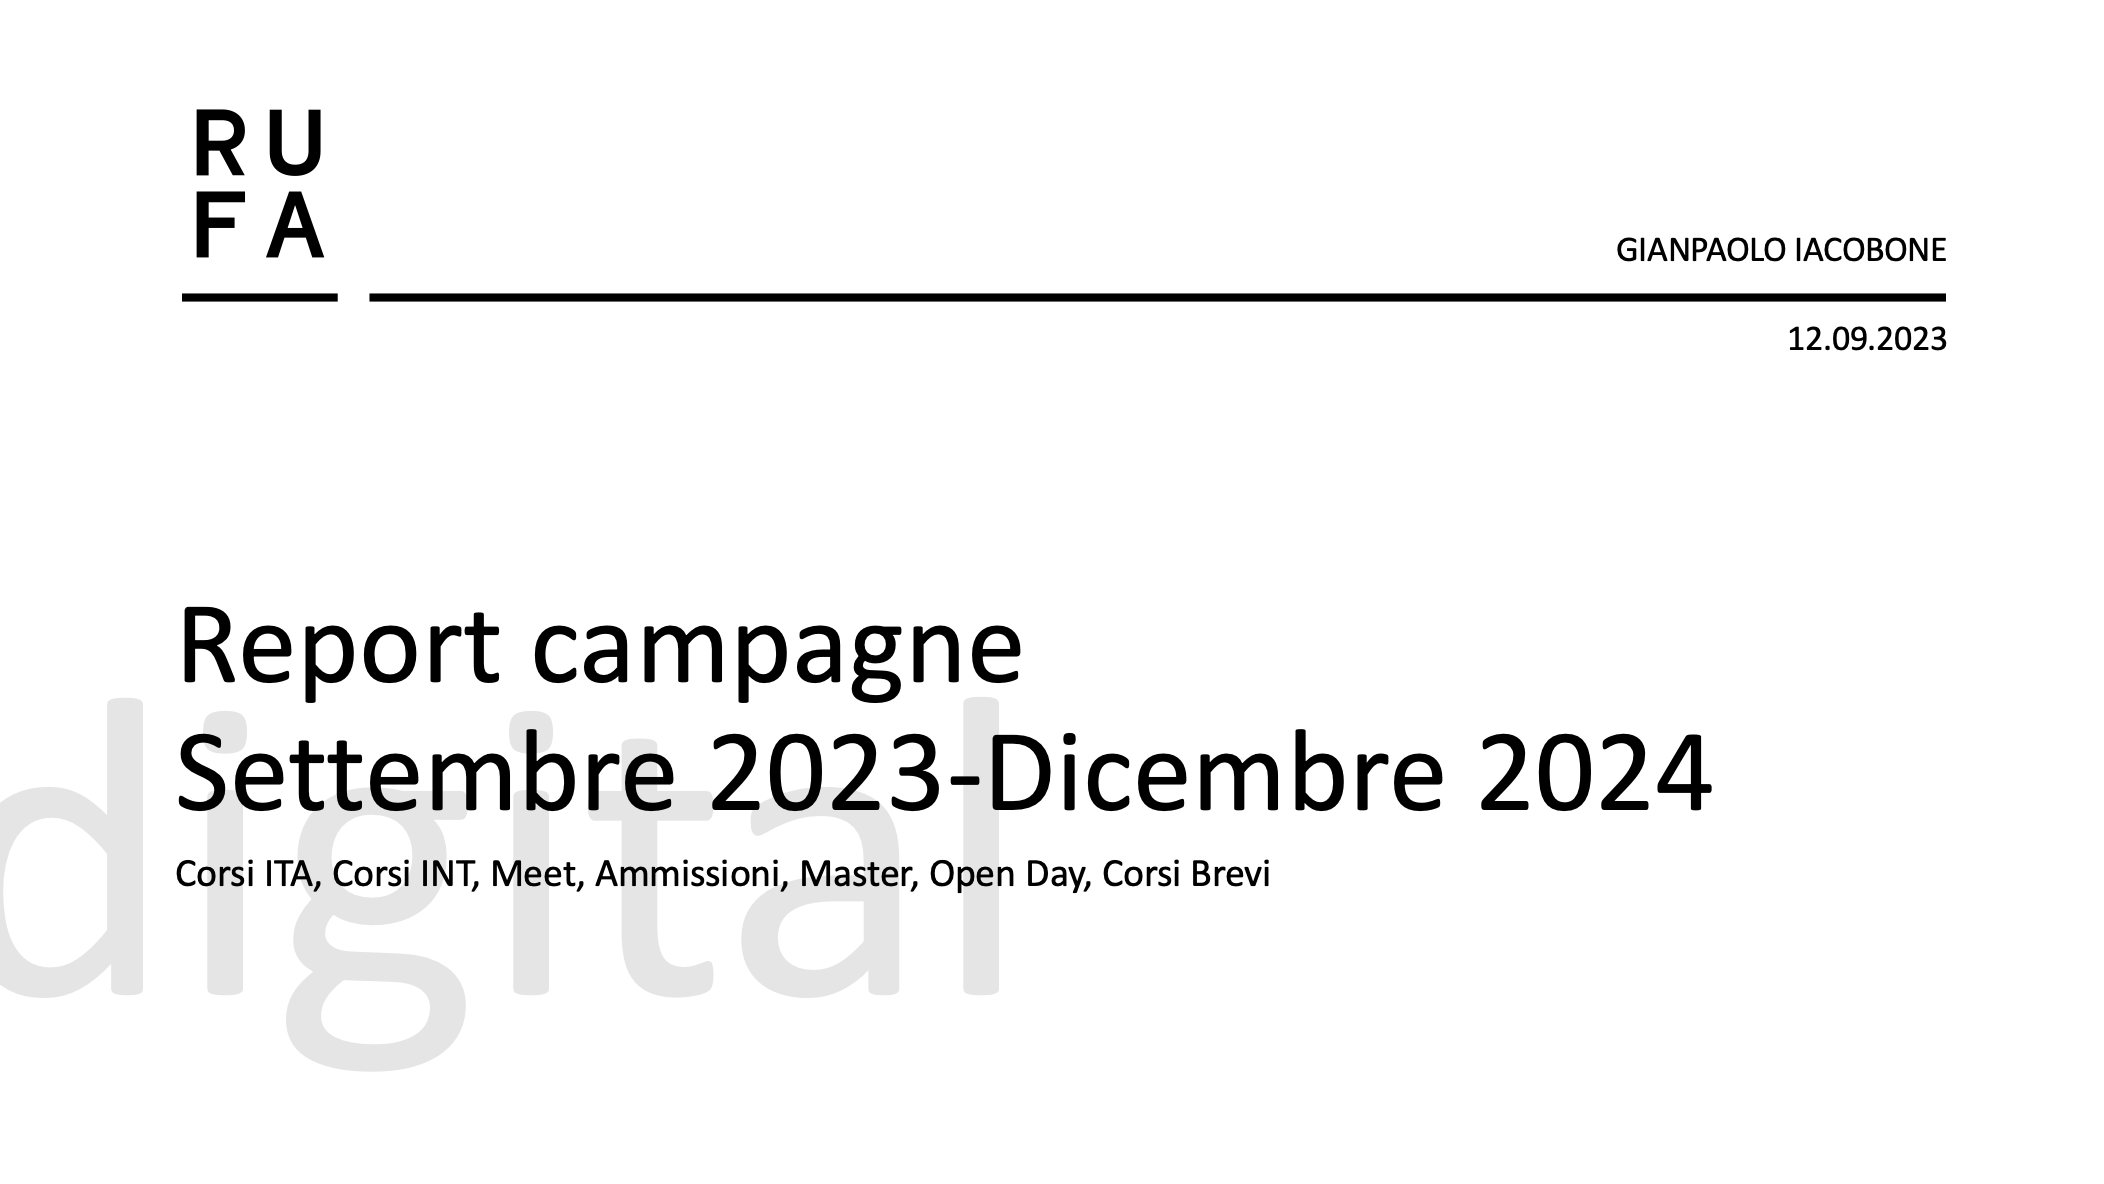 RU
FA
GIANPAOLO IACOBONE
12.09.2023
Report campagne
Settembre 2023-Dicembre 2024
digital
Corsi ITA, Corsi INT, Meet, Ammissioni, Master, Open Day, Corsi Brevi